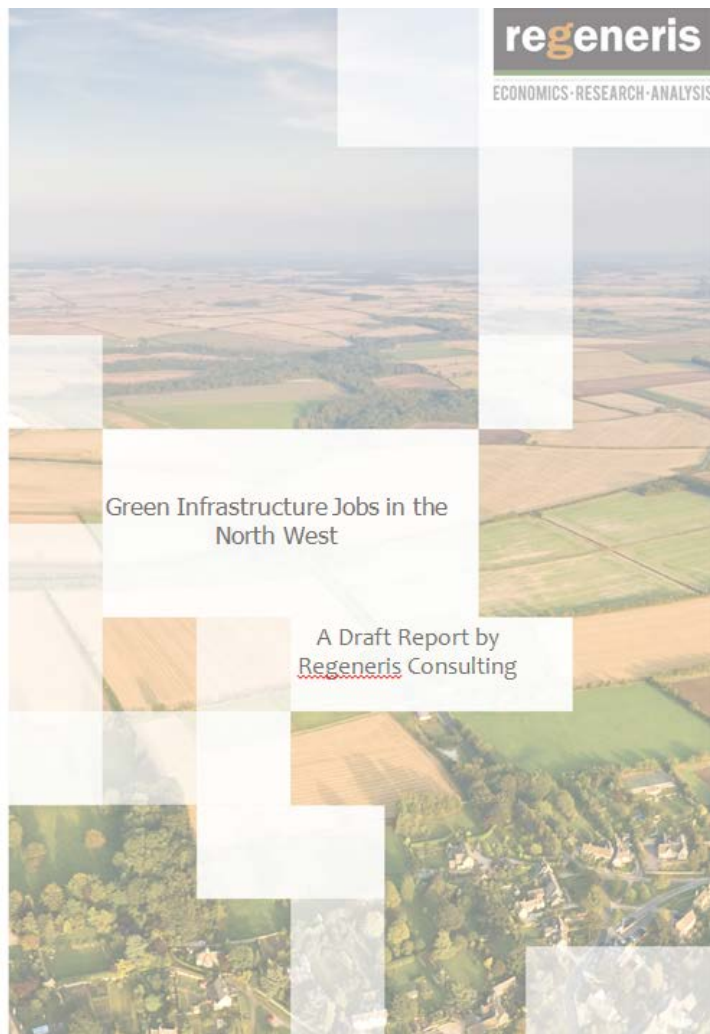 regeneris
ECONOMICS·RESEARCH·ANALYSIS
Green Infrastructure Jobs in the
North West
A Draft Report by
Regeneris Consulting